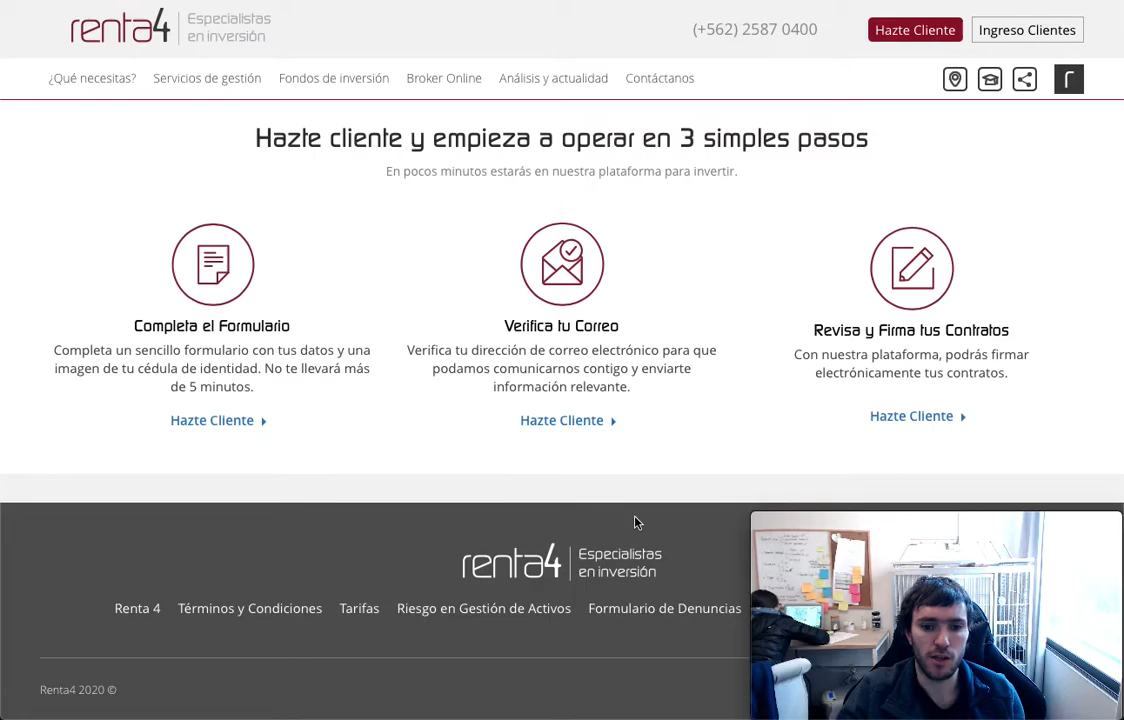 renta4
Especialistas
en inversión
(+562) 2587 0400
Hazte Cliente
Ingreso Clientes
¿Qué necesitas?
Servicios de gestión
Fondos de inversión
Broker Online
Análisis y actualidad
Contáctanos
r
Hazte cliente y empieza a operar en 3 simples pasos
En pocos minutos estarás en nuestra plataforma para invertir.
Completa el Formulario
Completa un sencillo formulario con tus datos y una
imagen de tu cédula de identidad. No te llevará más
de 5 minutos.
Hazte Cliente
Verifica tu Correo
Verifica tu dirección de correo electrónico para que
podamos comunicarnos contigo y enviarte
información relevante.
Hazte Cliente
Revisa y Firma tus Contratos
Con nuestra plataforma, podrás firmar
electrónicamente tus contratos.
Hazte Cliente
renta4
Especialistas
en inversión
Renta 4
Términos y Condiciones
Tarifas
Riesgo en Gestión de Activos
Formulario de Denuncias
Renta4 2020 ©